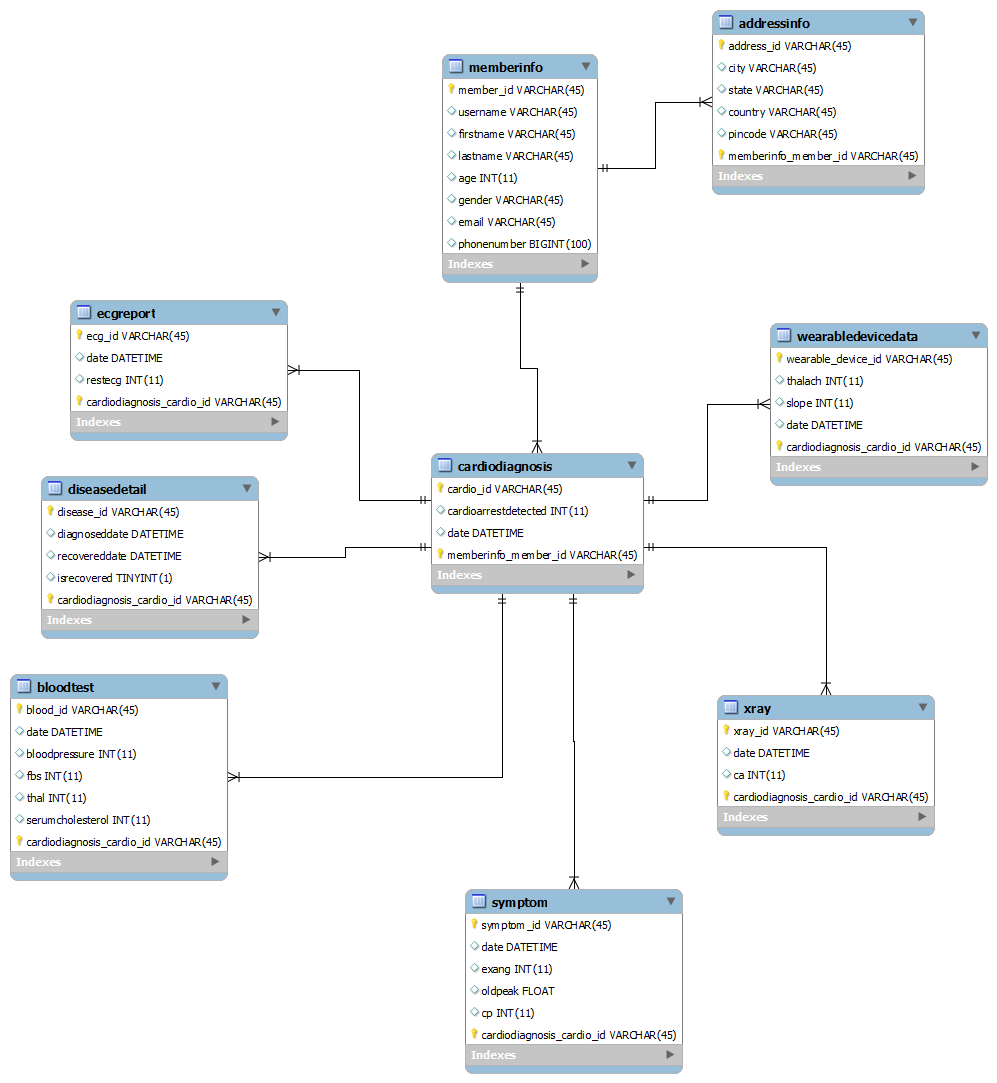 addressinfo
address_id VARCHAR(45)
city VARCHAR(45)
state VARCHAR(45)
country VARCHAR(45)
pincode VARCHAR(45)
memberinfo_member_id VARCHAR(45)
Indexes
memberinfo
member_id VARCHAR(45)
username VARCHAR(45)
firstname VARCHAR(45)
lastname VARCHAR(45)
age INT(11)
gender VARCHAR(45)
email VARCHAR(45)
phonenumber BIGINT(100)
Indexes
ecgreport
ecg_id VARCHAR(45)
date DATETIME
restecg INT(11)
cardiodiagnosis_cardio_id VARCHAR(45)
Indexes
wearabledevicedata
wearable_device_id VARCHAR(45)
thalach INT(11)
slope INT(11)
date DATETIME
cardiodiagnosis_cardio_id VARCHAR(45)
Indexes
cardiodiagnosis
cardio_id VARCHAR(45)
cardioarrestdetected INT(11)
date DATETIME
memberinfo_member_id VARCHAR(45)
Indexes
diseasedetail
disease_id VARCHAR(45)
diagnoseddate DATETIME
recovereddate DATETIME
isrecovered TINYINT(1)
cardiodiagnosis_cardio_id VARCHAR(45)
Indexes
bloodtest
blood_id VARCHAR(45)
date DATETIME
bloodpressure INT(11)
fbs INT(11)
thal INT(11)
serumcholesterol INT(11)
cardiodiagnosis_cardio_id VARCHAR(45)
Indexes
xray
xray_id VARCHAR(45)
date DATETIME
ca INT(11)
cardiodiagnosis_cardio_id VARCHAR(45)
Indexes
symptom
symptom_id VARCHAR(45)
date DATETIME
exang INT(11)
oldpeak FLOAT
cp INT(11)
cardiodiagnosis_cardio_id VARCHAR(45)
Indexes